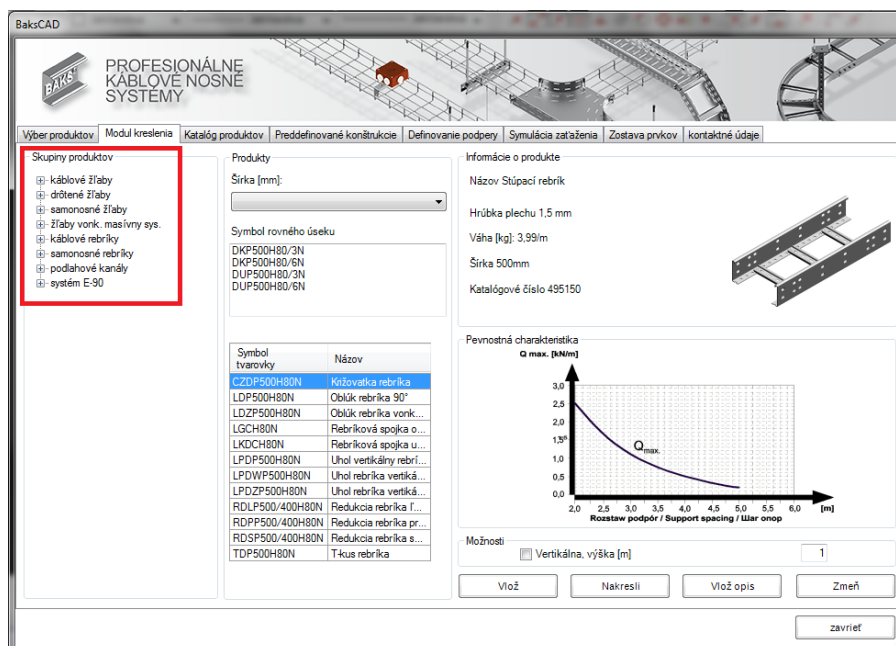 BaksCAD
BAKS
PROFESIONÁLNE
KÁBLOVÉ NOSNÉ
SYSTÉMY
Výber produktov
Modul kreslenia
Katalóg produktov
Preddefinované konštrukcie
Definovanie podpery
Symulácia zaťaženia
Zostava prvkov
kontaktné údaje
Skupiny produktov
káblové žľaby
drôtené žľaby
samonosné žľaby
žľaby vonk. masívny sys.
káblové rebríky
samonosné rebríky
podlahové kanály
systém E-90
Produkty
Šírka [mm]:
Symbol rovného úseku
DKP500H80/3N
DKP500H80/6N
DUP500H80/3N
DUP500H80/6N
Symbol tvarovky Názov
CZDP500H80N Križovatka rebríka
LDP500H80N Oblúk rebríka 90°
LDZP500H80N Oblúk rebríka vonk...
LGCH80N Rebríková spojka o...
LKDCH80N Rebríková spojka u...
LPDP500H80N Uhol vertikálny rebrí...
LPDWP500H80N Uhol rebríka vertiká...
LPDZP500H80N Uhol rebríka vertiká...
RDLP500/400H80N Redukcia rebríka ľ...
RDPP500/400H80N Redukcia rebríka pr...
RDSP500/400H80N Redukcia rebríka s...
TDP500H80N T-kus rebríka
Informácie o produkte
Názov Stúpací rebrík
Hrúbka plechu 1,5 mm
Váha [kg]: 3,99/m
Šírka 500mm
Katalógové číslo 495150
Pevnostná charakteristika
Q max. [kN/m]
3,0
2,5
2,0
1,5
1,0
0,5
0,0
Qmax.
2,0 2,5 3,0 3,5 4,0 4,5 5,0 5,5 6,0 [m]
Rozstaw podpór / Support spacing / Шаг опор
Možnosti
Vertikálna, výška [m] 1
Vlož
Nakresli
Vlož opis
Zmeň
zavrieť